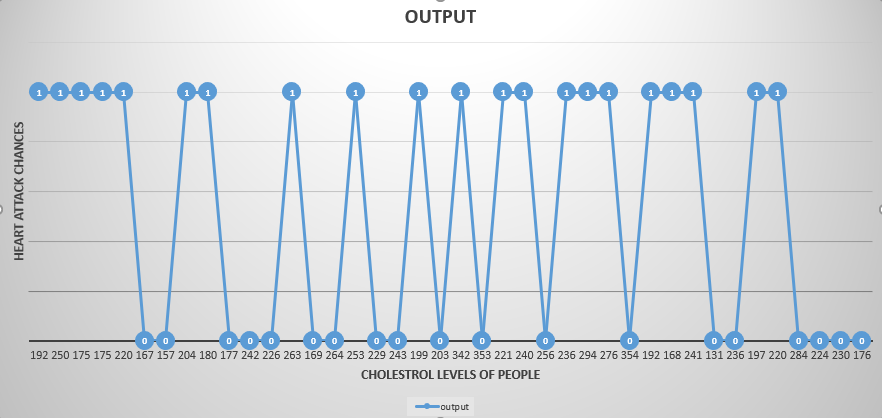 OUTPUT
HEART ATTACK CHANCES
1 1 1 1 1 1 1 1 1 1 1 1 1 1 1 1 1 1 1 1 1
0 0 0 0 0 0 0 0 0 0 0 0 0 0 0 0 0 0 0
192 250 175 175 220 167 157 204 180 177 242 226 263 169 264 253 229 243 199 203 342 353 221 240 256 236 294 276 354 192 168 241 131 236 197 220 284 224 230 176
CHOLESTROL LEVELS OF PEOPLE
output